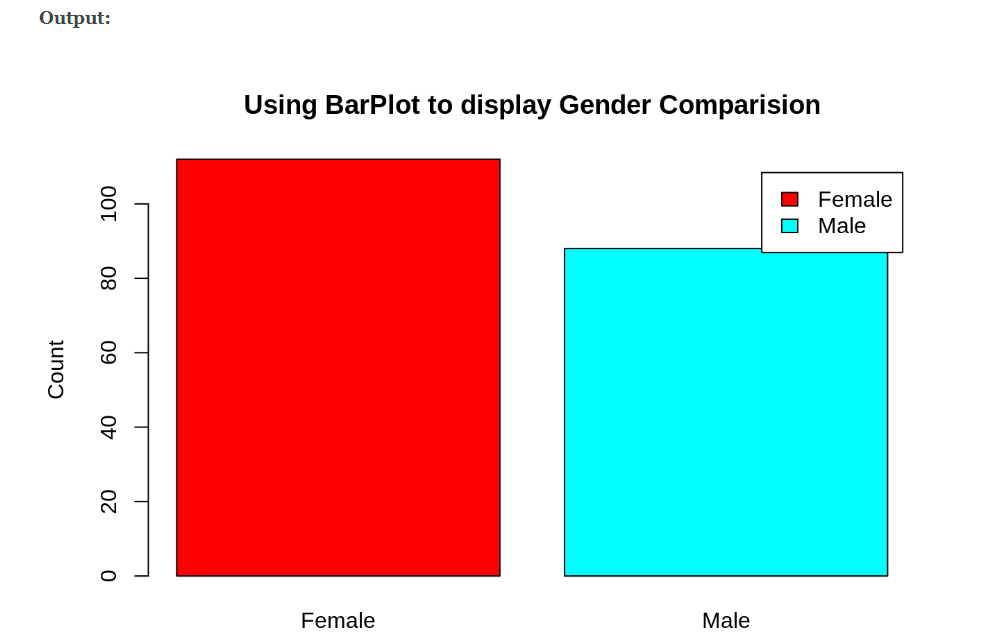 Output:
Using BarPlot to display Gender Comparision
Female
Male
100
80
60
40
20
0
Count
Female
Male